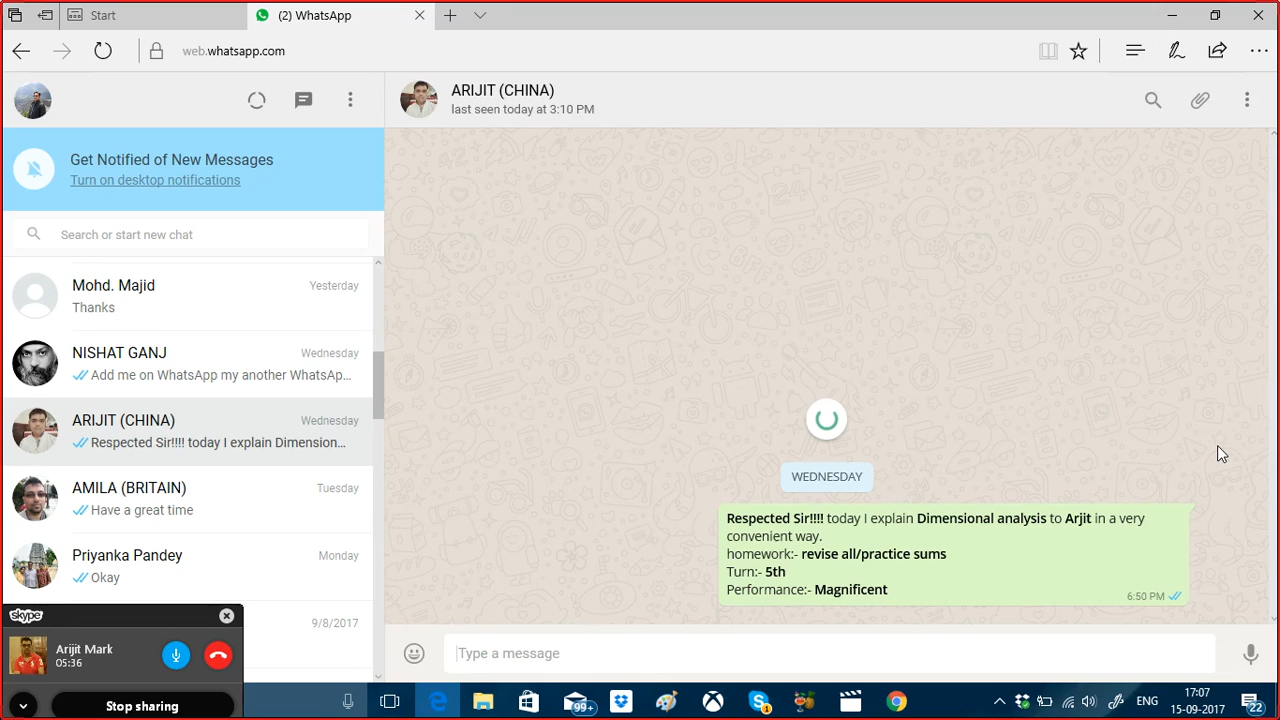 Start
(2) WhatsApp
web.whatsapp.com
ARIJIT (CHINA)
last seen today at 3:10 PM
Get Notified of New Messages
Turn on desktop notifications
Search or start new chat
Mohd. Majid
Yesterday
Thanks
NISHAT GANJ
Wednesday
Add me on WhatsApp my another WhatsAp...
ARIJIT (CHINA)
Wednesday
Respected Sir!!!! today I explain Dimension...
AMILA (BRITAIN)
Tuesday
Have a great time
Priyanka Pandey
Monday
Okay
9/8/2017
WEDNESDAY
Respected Sir!!!! today I explain Dimensional analysis to Arjit in a very
convenient way.
homework:- revise all/practice sums
Turn:- 5th
Performance:- Magnificent
6:50 PM
Type a message
skype
Arijit Mark
05:36
Stop sharing
99+
1
ENG
17:07
15-09-2017
22